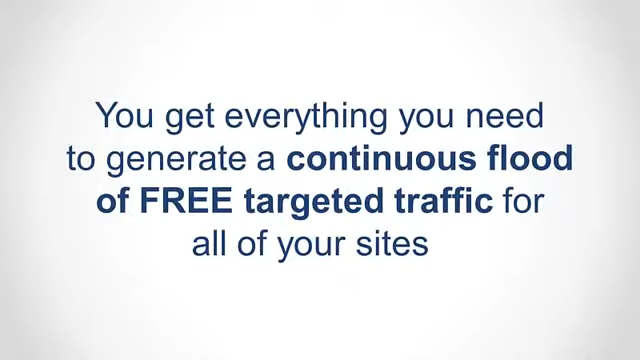 You get everything you need
to generate a continuous flood
of FREE targeted traffic for
all of your sites